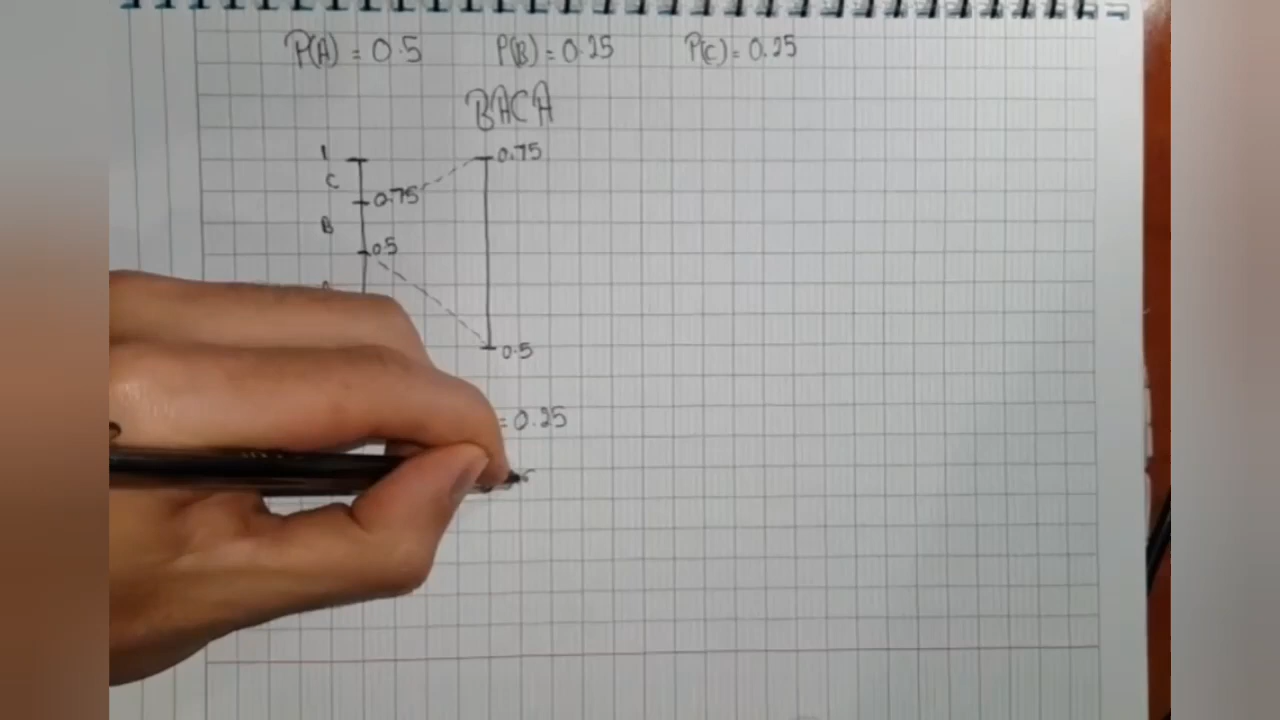 P(A) = 0.5 P(B) = 0.25 P(C) = 0.25
BACA
1
0.75
C
0.75
B
0.5
0.5
= 0.25